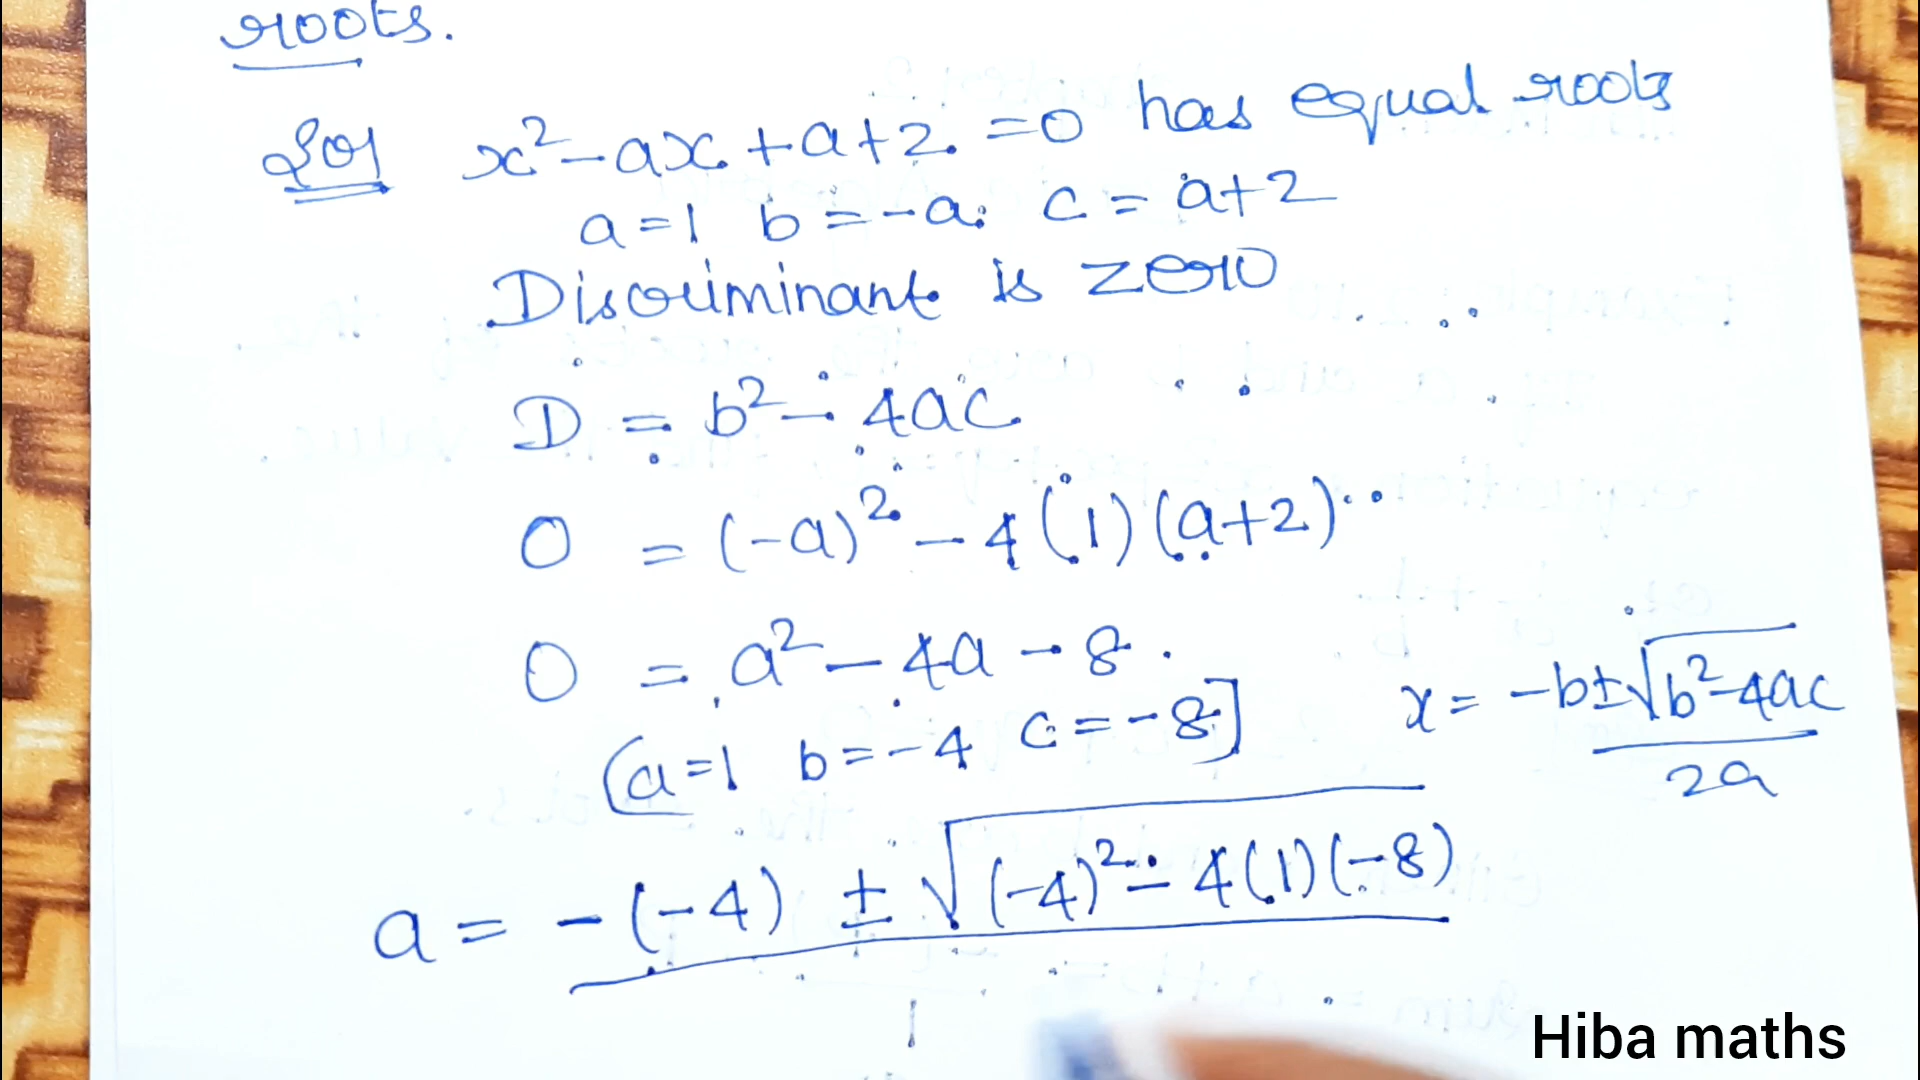 roots.
Sol x² - ax + a + 2 = 0 has equal roots
a = 1 b = -a c = a + 2
Discriminant is zero
D = b² - 4ac
0 = (-a)² - 4(1)(a+2)
0 = a² - 4a - 8
(a = 1 b = -4 c = -8]
x = -b ± √b² - 4ac
2a
a = -(-4) ± √(-4)² - 4(1)(-8)
1
Hiba maths